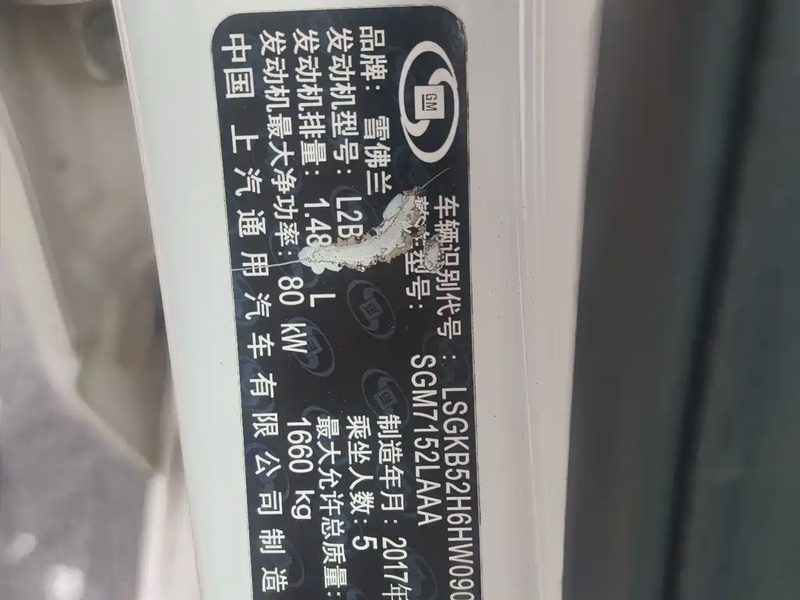 GM
车辆识别代号: LSGKB52H6HW090
型号: SGM7152LAAA
品牌: 雪佛兰 制造年月: 2017年
发动机型号: L2B 乘坐人数: 5
发动机排量: 1.48 L 最大允许总质量:
发动机最大净功率: 80 kW 1660 kg
中国 上汽通用汽车有限公司制造